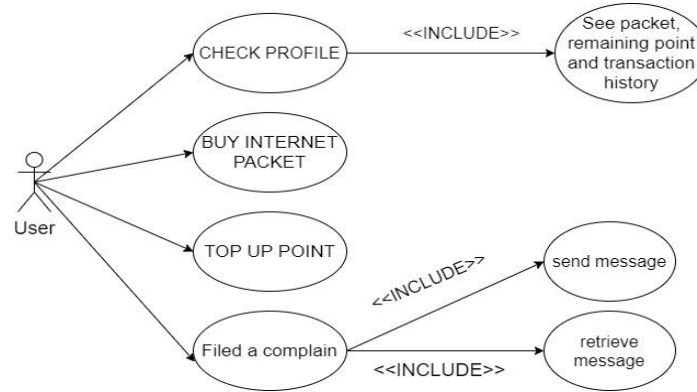 CHECK PROFILE
<<INCLUDE>>
See packet,
remaining point
and transaction
history
BUY INTERNET
PACKET
User
TOP UP POINT
<<INCLUDE>>
send message
Filed a complain
<<INCLUDE>>
retrieve
message